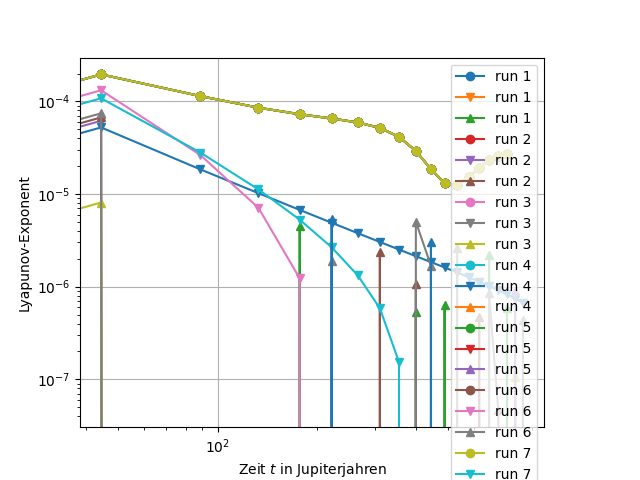 10⁻⁴
10⁻⁵
10⁻⁶
10⁻⁷
Lyapunov-Exponent
10²
Zeit t in Jupiterjahren
run 1
run 1
run 1
run 2
run 2
run 2
run 3
run 3
run 3
run 4
run 4
run 4
run 5
run 5
run 5
run 6
run 6
run 6
run 7
run 7